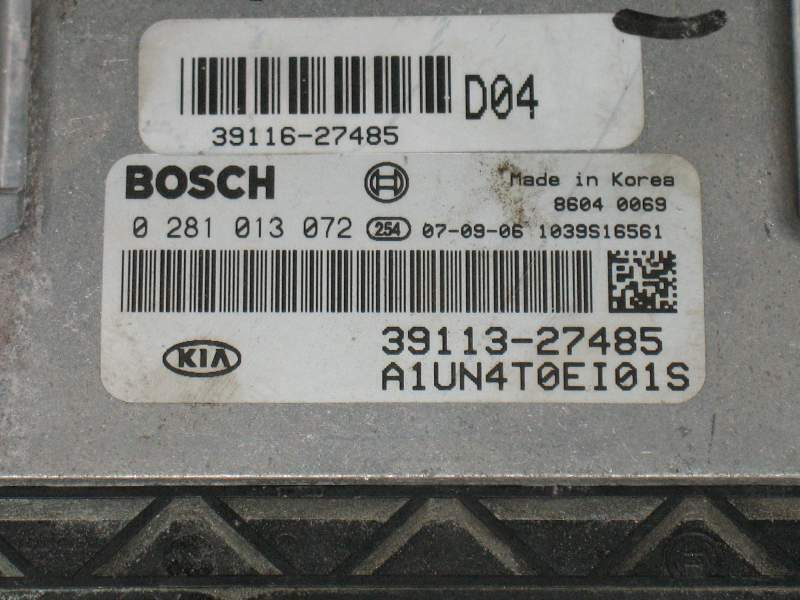 D04
39116-27485
BOSCH
Made in Korea
8604 0069
0 281 013 072 254 07-09-06 1039S16561
KIA
39113-27485
A1UN4T0EI01S